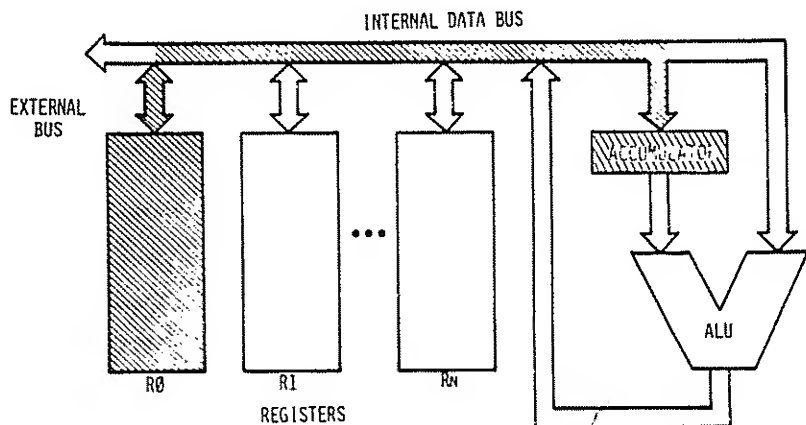 INTERNAL DATA BUS
EXTERNAL
BUS
ACCUMULATOR
•••
ALU
RØ
R1
RN
REGISTERS